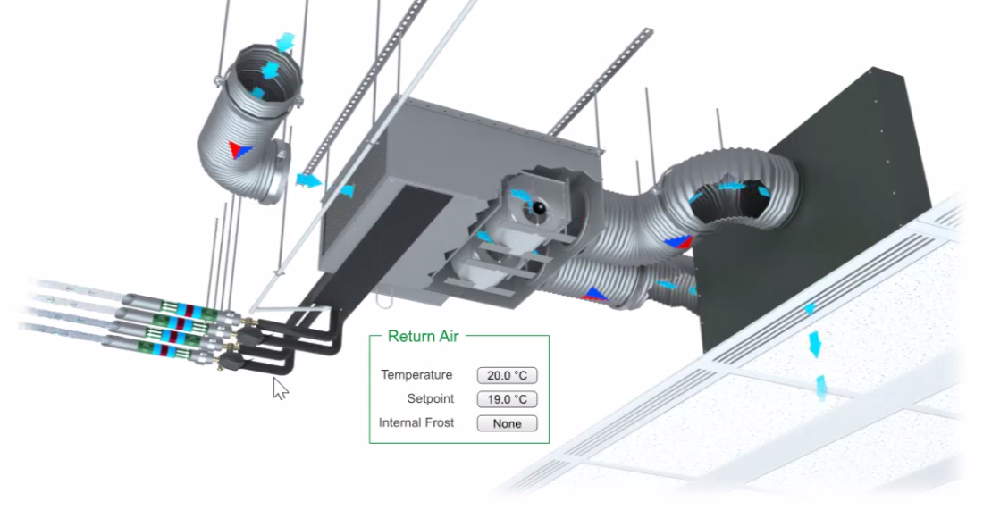 Return Air
Temperature 20.0 °C
Setpoint 19.0 °C
Internal Frost None